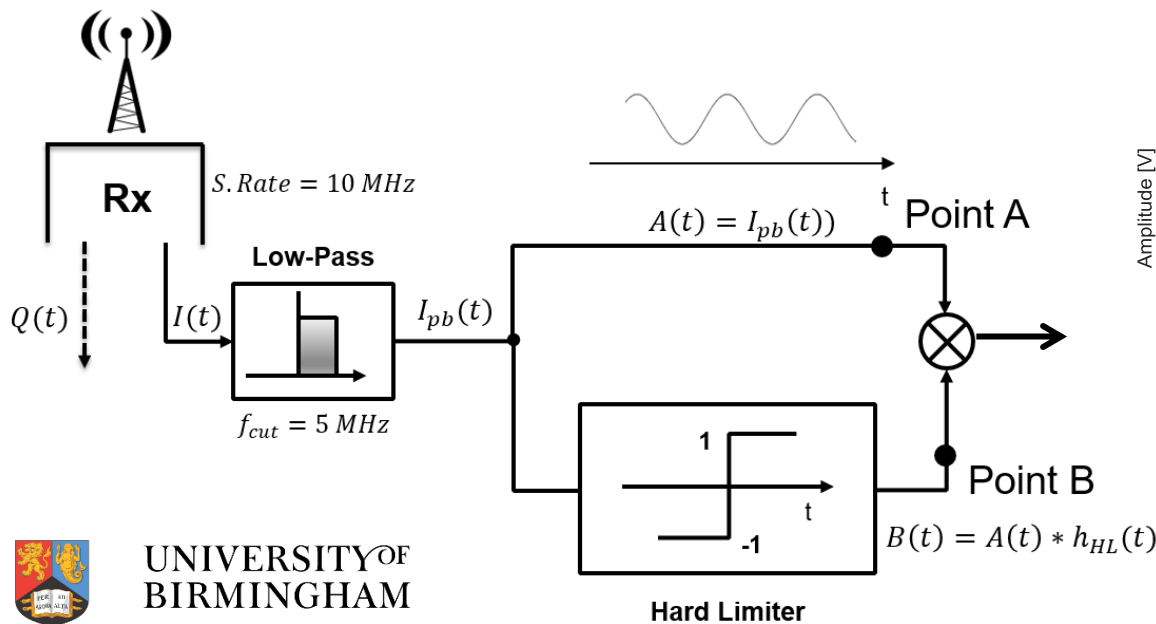 Rx
S.Rate = 10 MHz
Q(t)
I(t)
Low-Pass
f_cut = 5 MHz
I_pb(t)
t
A(t) = I_pb(t))
Point A
Amplitude [V]
1
t
-1
Hard Limiter
Point B
B(t) = A(t) * h_HL(t)
UNIVERSITY OF
BIRMINGHAM